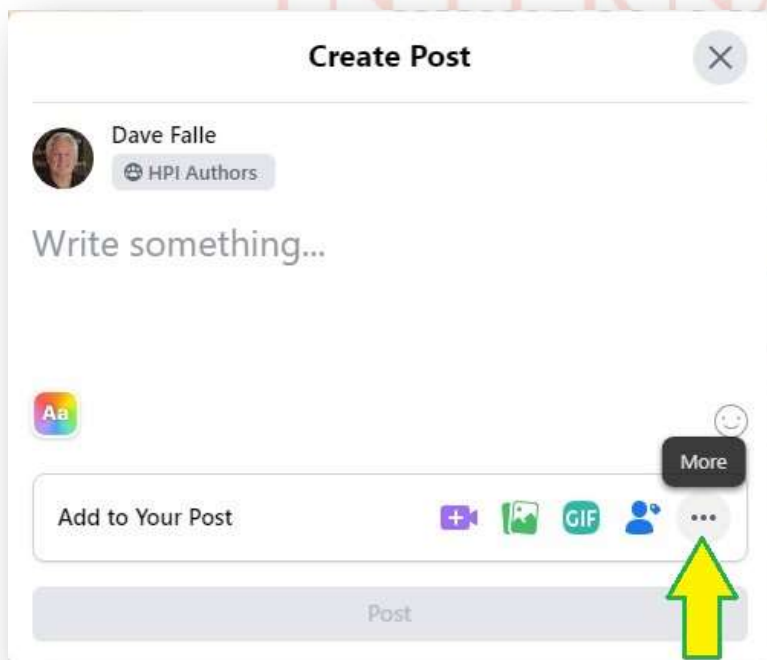 Create Post
Dave Falle
HPI Authors
Write something...
Aa
More
Add to Your Post
GIF
Post